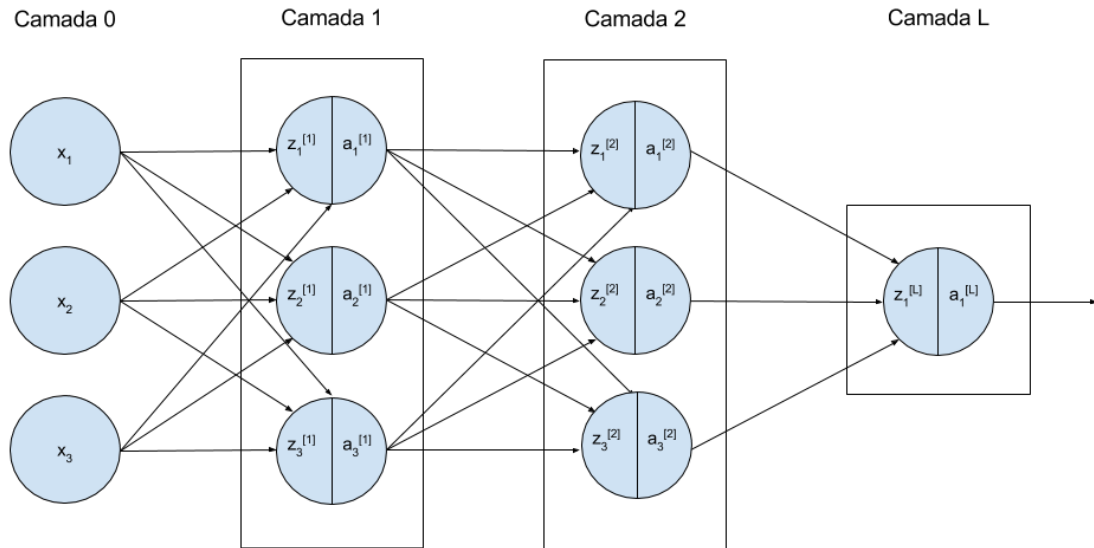 Camada 0 Camada 1 Camada 2 Camada L
x₁ z₁[1] a₁[1] z₁[2] a₁[2]
x₂ z₂[1] a₂[1] z₂[2] a₂[2] z₁[L] a₁[L]
x₃ z₃[1] a₃[1] z₃[2] a₃[2]